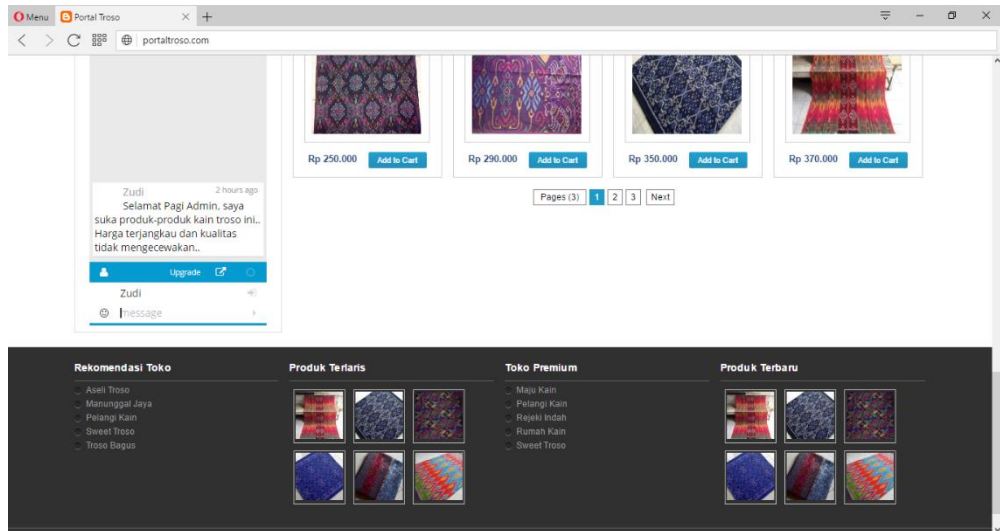 Menu
Portal Troso
portaltroso.com
Rp 250.000 Add to Cart
Rp 290.000 Add to Cart
Rp 350.000 Add to Cart
Rp 370.000 Add to Cart
Pages (3) 1 2 3 Next
Zudi 2 hours ago
Selamat Pagi Admin, saya
suka produk-produk kain troso ini..
Harga terjangkau dan kualitas
tidak mengecewakan..
Upgrade
Zudi
message
Rekomendasi Toko
Aseli Troso
Manunggal Jaya
Pelangi Kain
Sweet Troso
Troso Bagus
Produk Terlaris
Toko Premium
Maju Kain
Pelangi Kain
Rejeki Indah
Rumah Kain
Sweet Troso
Produk Terbaru